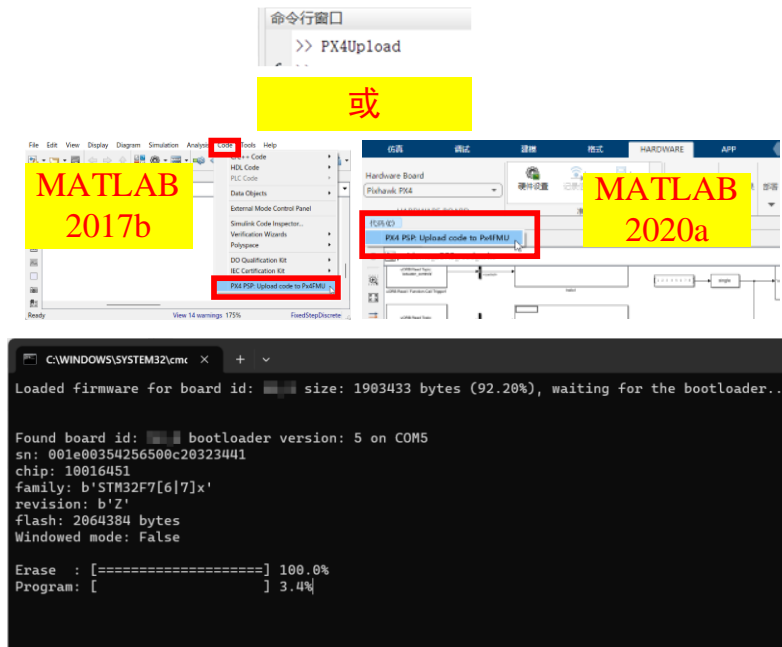 命令行窗口
>> PX4Upload
或
File Edit View Display Diagram Simulation Analysis Code Tools Help
C/C++ Code
HDL Code
PLC Code
Data Objects
External Mode Control Panel
Simulink Code Inspector...
Verification Wizards
Polyspace
DO Qualification Kit
IEC Certification Kit
PX4 PSP: Upload code to Px4FMU
Ready
View 14 warnings 175%
FixedStepDiscrete
MATLAB
2017b
仿真 调试 建模 格式 HARDWARE APP
Hardware Board
Pixhawk PX4
硬件设置
部署
HARDWARE BOARD
代码(C)
PX4 PSP: Upload code to Px4FMU
single
MATLAB
2020a
C:\WINDOWS\SYSTEM32\cmc
Loaded firmware for board id: size: 1903433 bytes (92.20%), waiting for the bootloader..
Found board id: bootloader version: 5 on COM5
sn: 001e00354256500c20323441
chip: 10016451
family: b'STM32F7[6|7]x'
revision: b'Z'
flash: 2064384 bytes
Windowed mode: False
Erase : [====================] 100.0%
Program: [ ] 3.4%